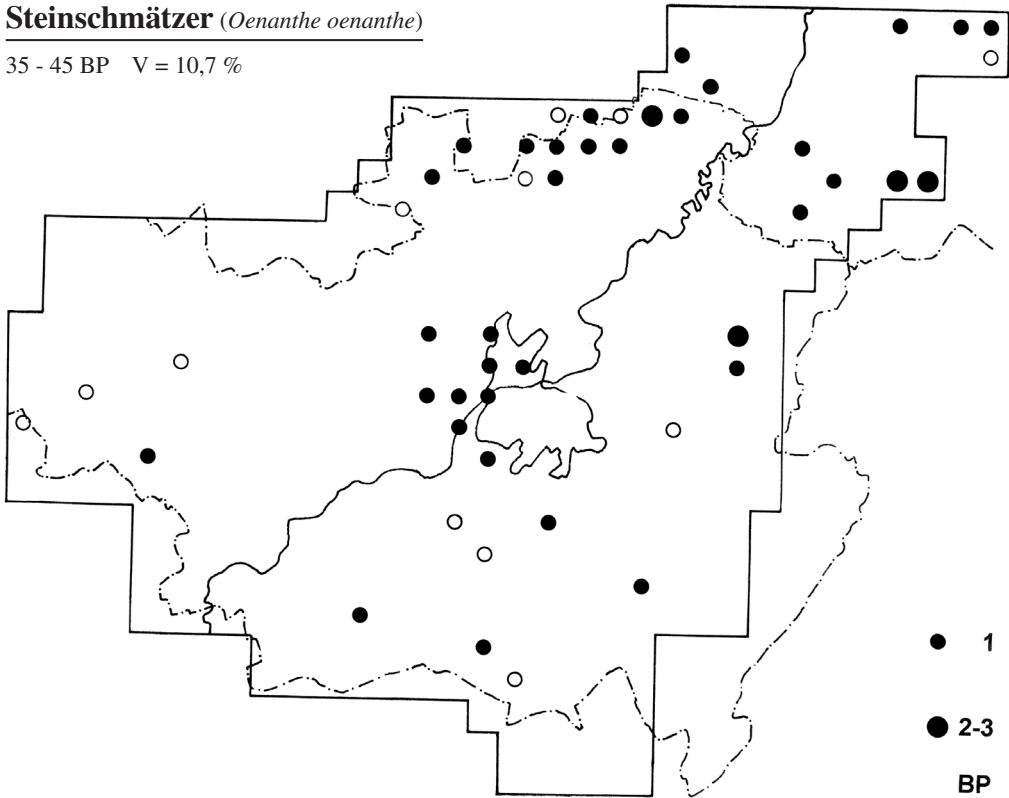 Steinschmätzer (Oenanthe oenanthe)
35 - 45 BP V = 10,7 %
1
2-3
BP